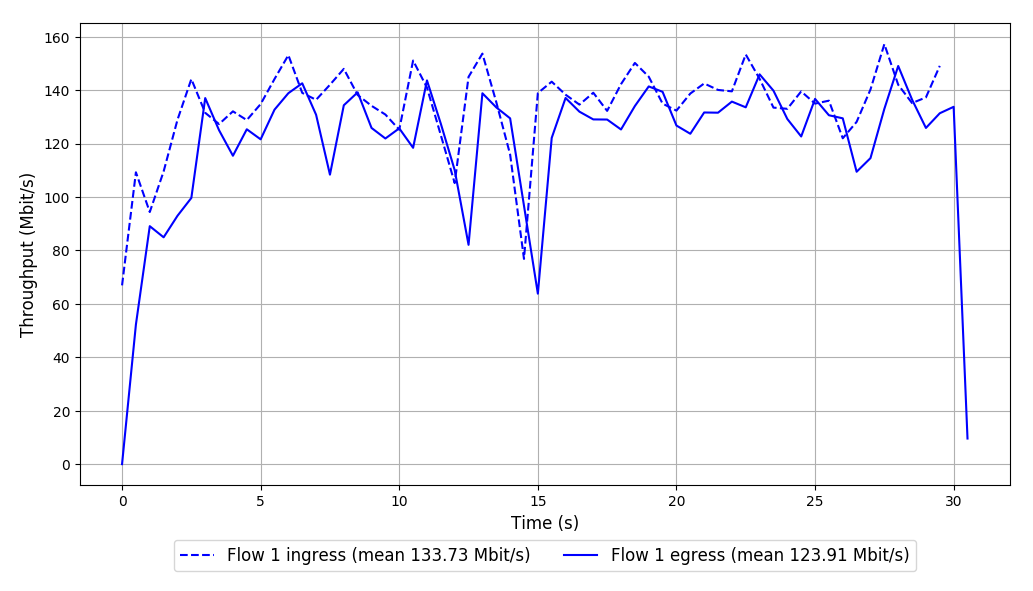 160
140
120
100
80
60
40
20
0
Throughput (Mbit/s)
0 5 10 15 20 25 30
Time (s)
Flow 1 ingress (mean 133.73 Mbit/s) Flow 1 egress (mean 123.91 Mbit/s)